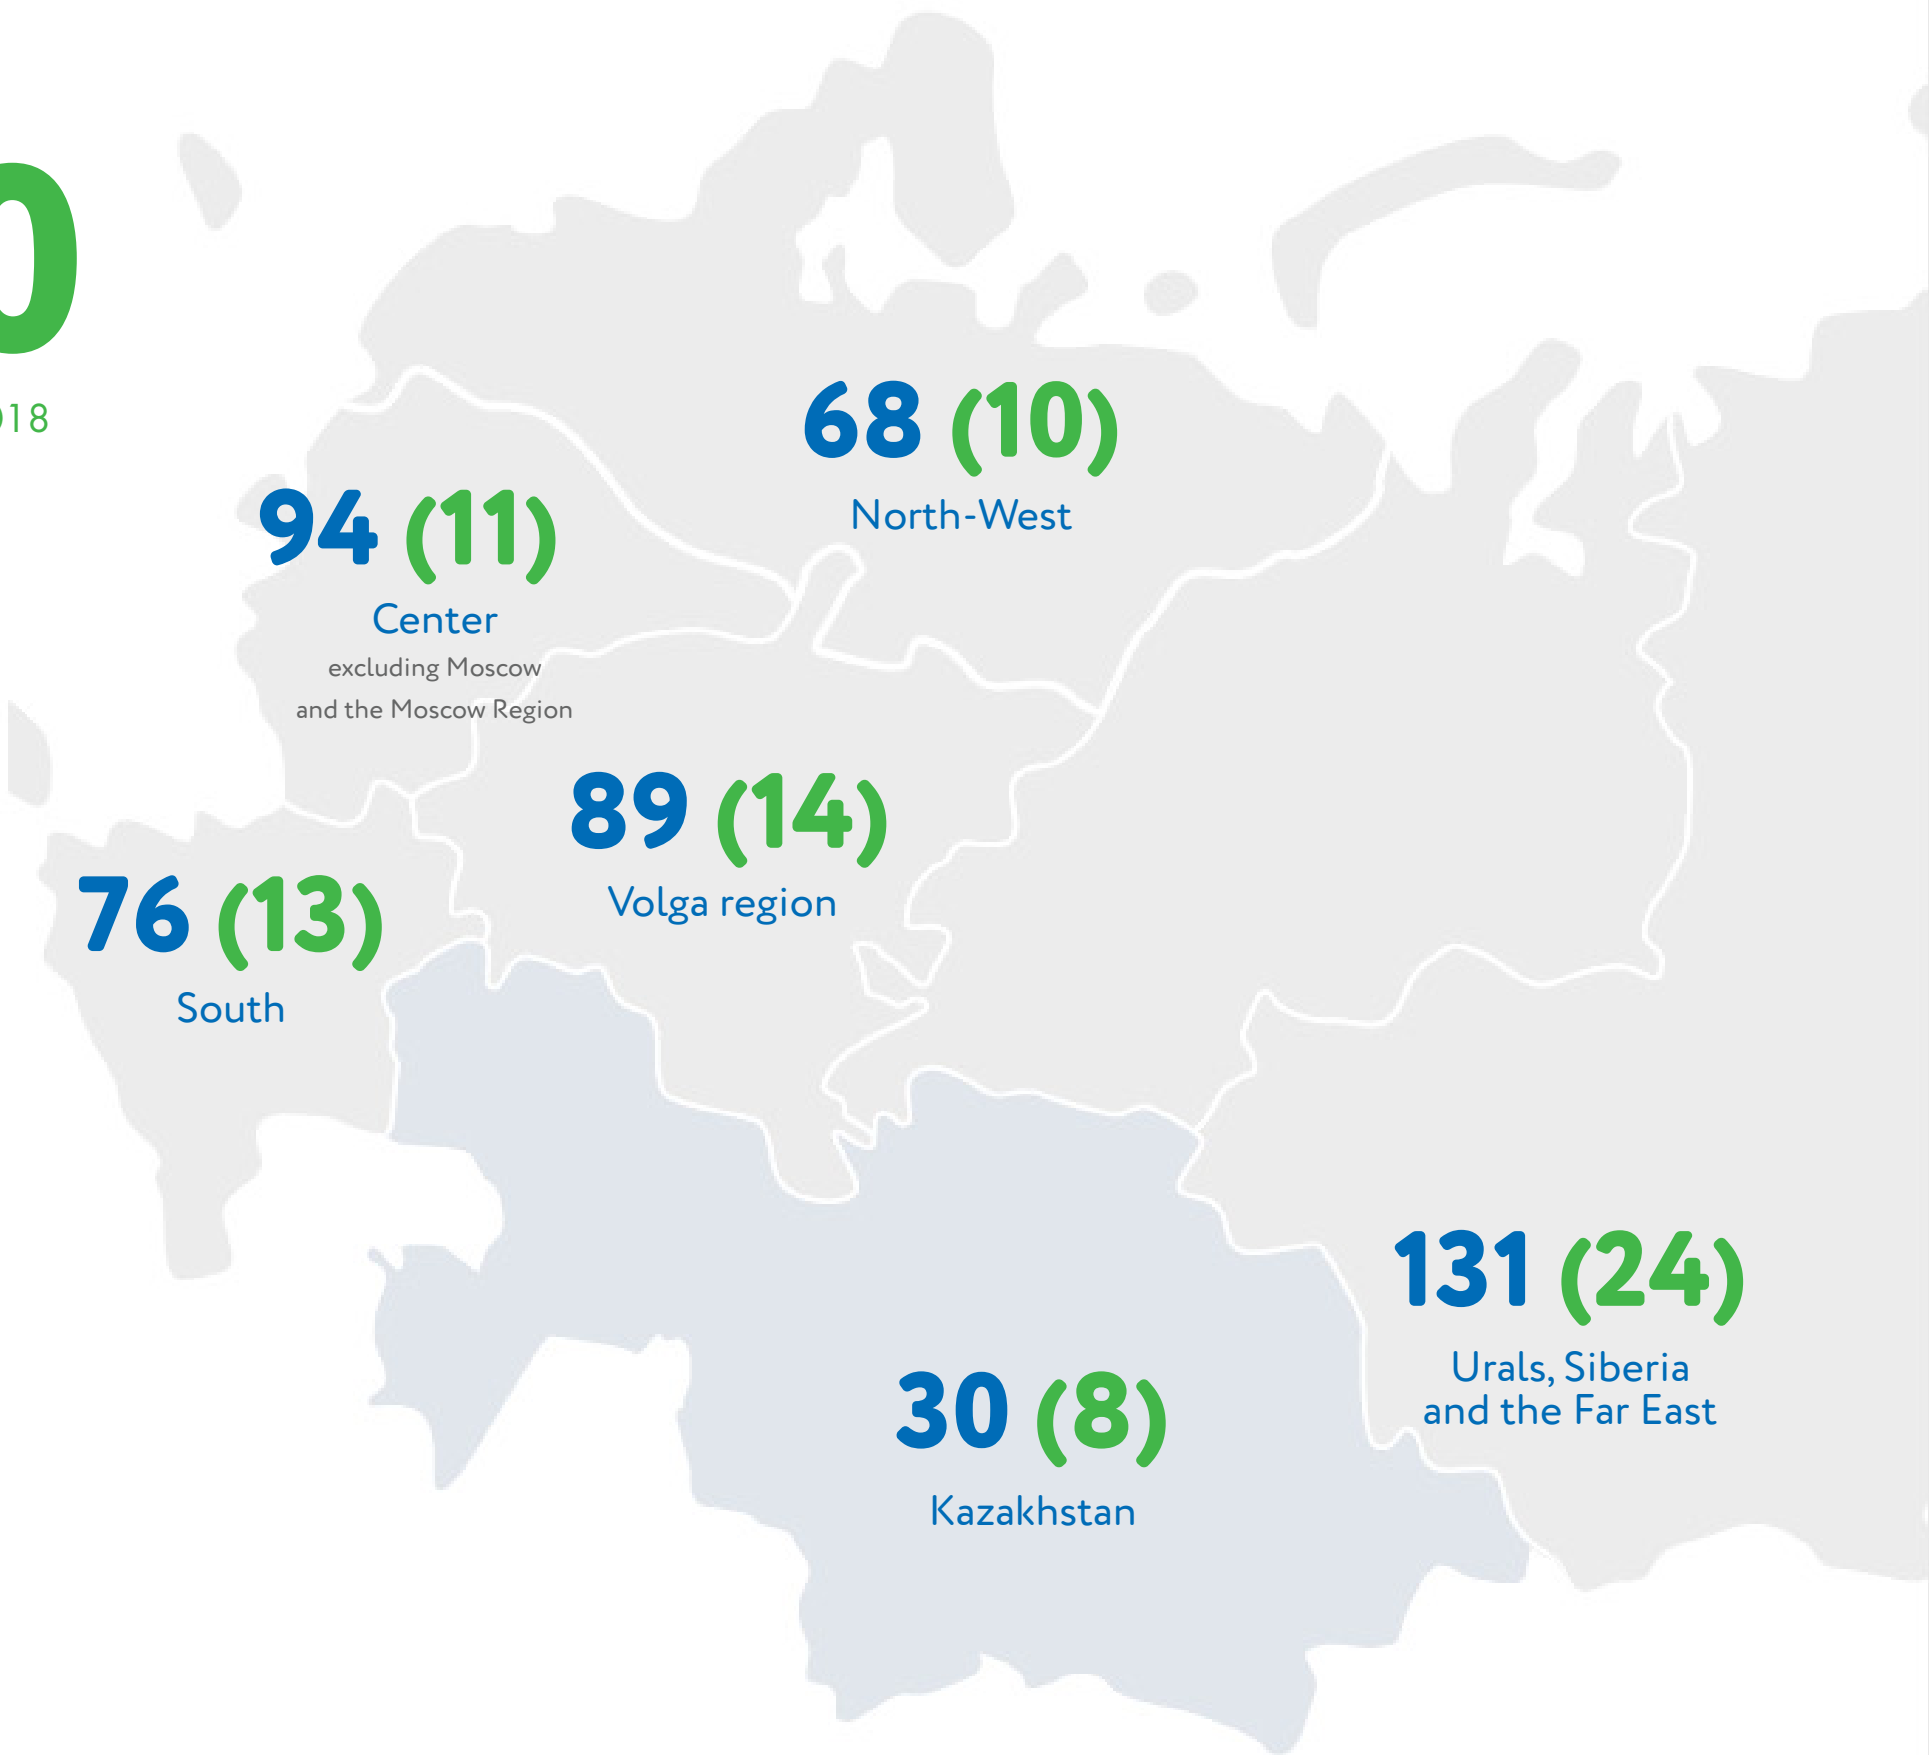 68 (10)
North-West
94 (11)
Center
excluding Moscow
and the Moscow Region
89 (14)
Volga region
76 (13)
South
131 (24)
Urals, Siberia
and the Far East
30 (8)
Kazakhstan